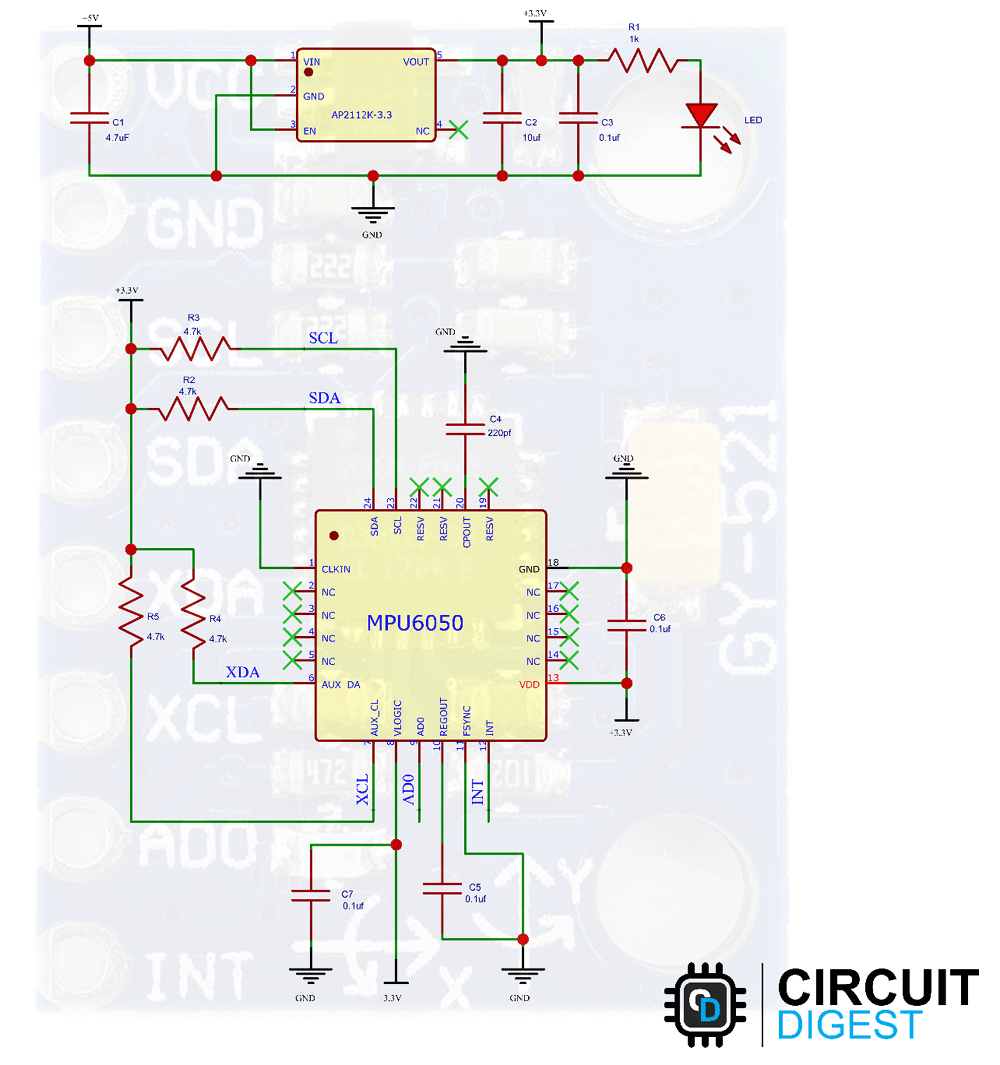 +5V
+3.3V
R1
1k
1
VIN
VOUT
5
2
GND
AP2112K-3.3
3
EN
NC
4
C1
4.7uF
C2
10uf
C3
0.1uf
LED
GND
VCC
GND
SCL
SDA
XDA
XCL
AD0
INT
222
472
201
GY-521
Y
X
+3.3V
R3
4.7k
SCL
R2
4.7k
SDA
GND
C4
220pf
GND
GND
24
23
22
21
20
19
SDA
SCL
RESV
RESV
CPOUT
RESV
1
CLKIN
GND
18
2
NC
NC
17
3
NC
NC
16
4
NC
NC
15
5
NC
NC
14
6
AUX DA
VDD
13
MPU6050
R5
4.7k
R4
4.7k
XDA
C6
0.1uf
+3.3V
AUX_CL
VLOGIC
AD0
REGOUT
FSYNC
INT
7
8
9
10
11
12
XCL
AD0
INT
C7
0.1uf
C5
0.1uf
GND
3.3V
GND
CIRCUIT
DIGEST